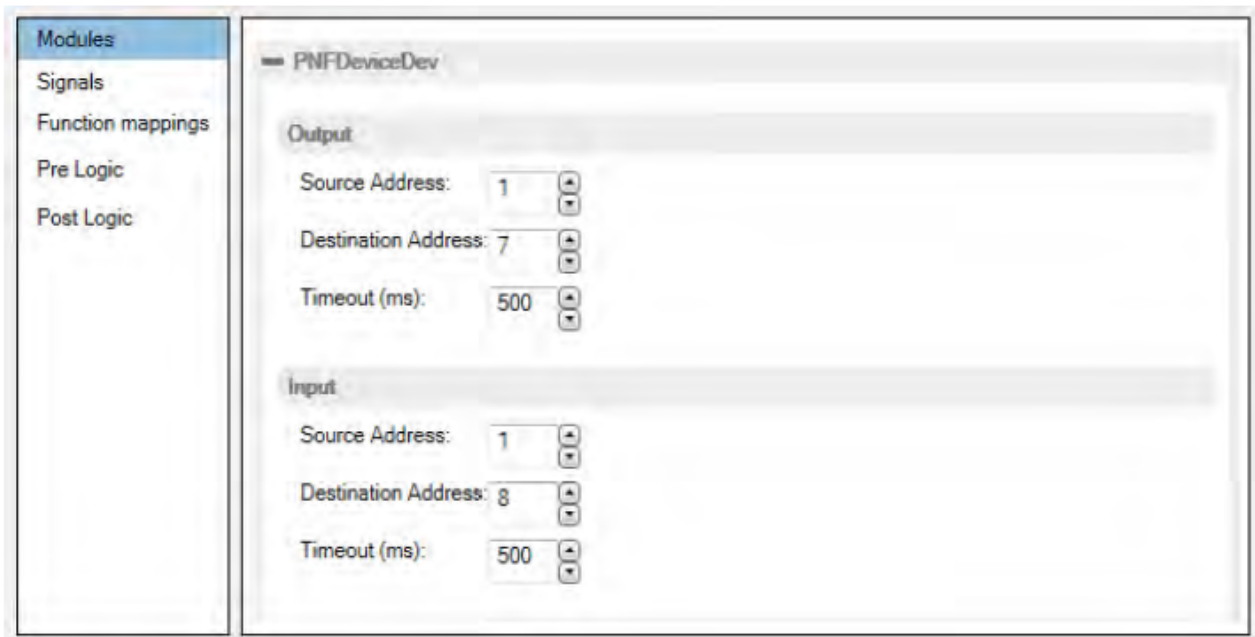 Modules
Signals
Function mappings
Pre Logic
Post Logic
PNFDeviceDev
Output
Source Address: 1
Destination Address: 7
Timeout (ms): 500
Input
Source Address: 1
Destination Address: 8
Timeout (ms): 500